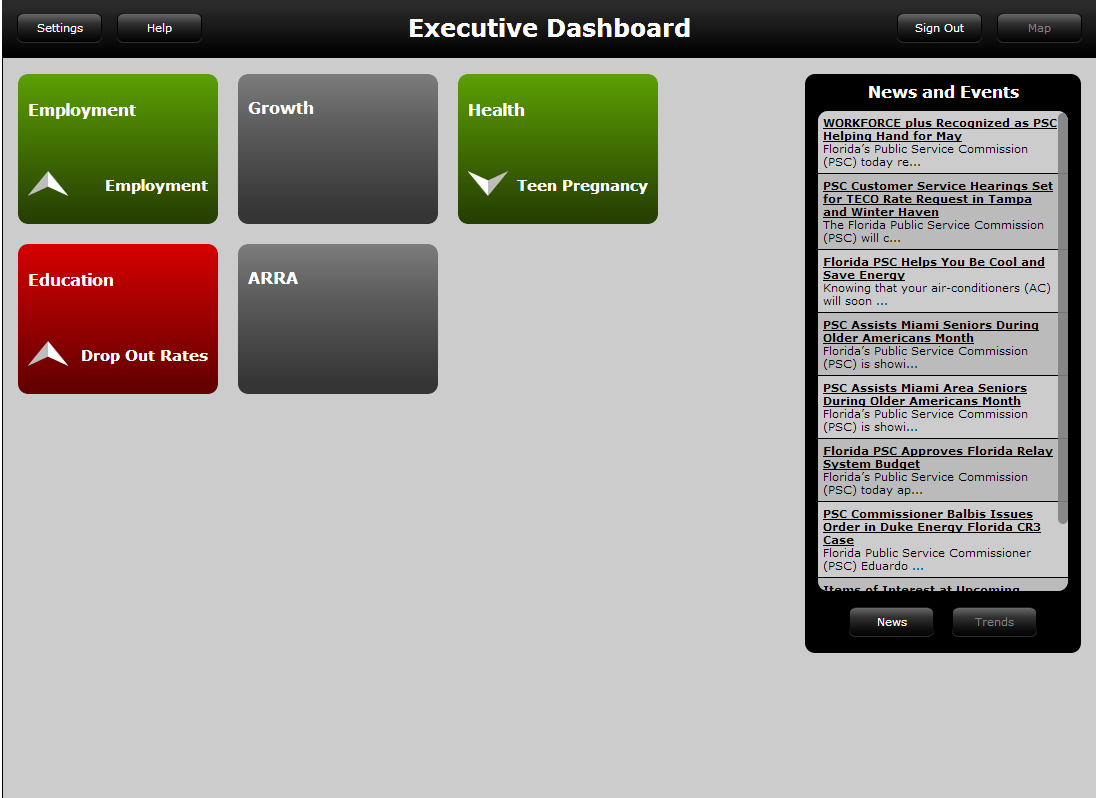 Settings
Help
Executive Dashboard
Sign Out
Map
Employment
Employment
Growth
Health
Teen Pregnancy
Education
Drop Out Rates
ARRA
News and Events
WORKFORCE plus Recognized as PSC
Helping Hand for May
Florida’s Public Service Commission
(PSC) today re...
PSC Customer Service Hearings Set
for TECO Rate Request in Tampa
and Winter Haven
The Florida Public Service Commission
(PSC) will c...
Florida PSC Helps You Be Cool and
Save Energy
Knowing that your air-conditioners (AC)
will soon ...
PSC Assists Miami Seniors During
Older Americans Month
Florida’s Public Service Commission
(PSC) is showi...
PSC Assists Miami Area Seniors
During Older Americans Month
Florida’s Public Service Commission
(PSC) is showi...
Florida PSC Approves Florida Relay
System Budget
Florida’s Public Service Commission
(PSC) today ap...
PSC Commissioner Balbis Issues
Order in Duke Energy Florida CR3
Case
Florida Public Service Commissioner
(PSC) Eduardo ...
Items of Interest at Upcoming
News
Trends